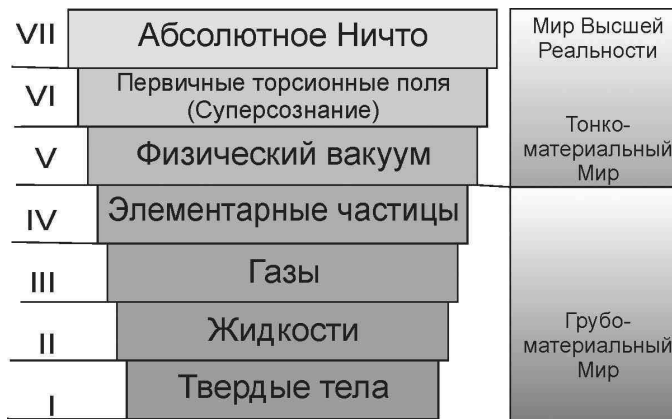 VII
Абсолютное Ничто
VI
Первичные торсионные поля
(Суперсознание)
V
Физический вакуум
IV
Элементарные частицы
III
Газы
II
Жидкости
I
Твердые тела
Мир Высшей
Реальности
Тонко-
материальный
Мир
Грубо-
материальный
Мир